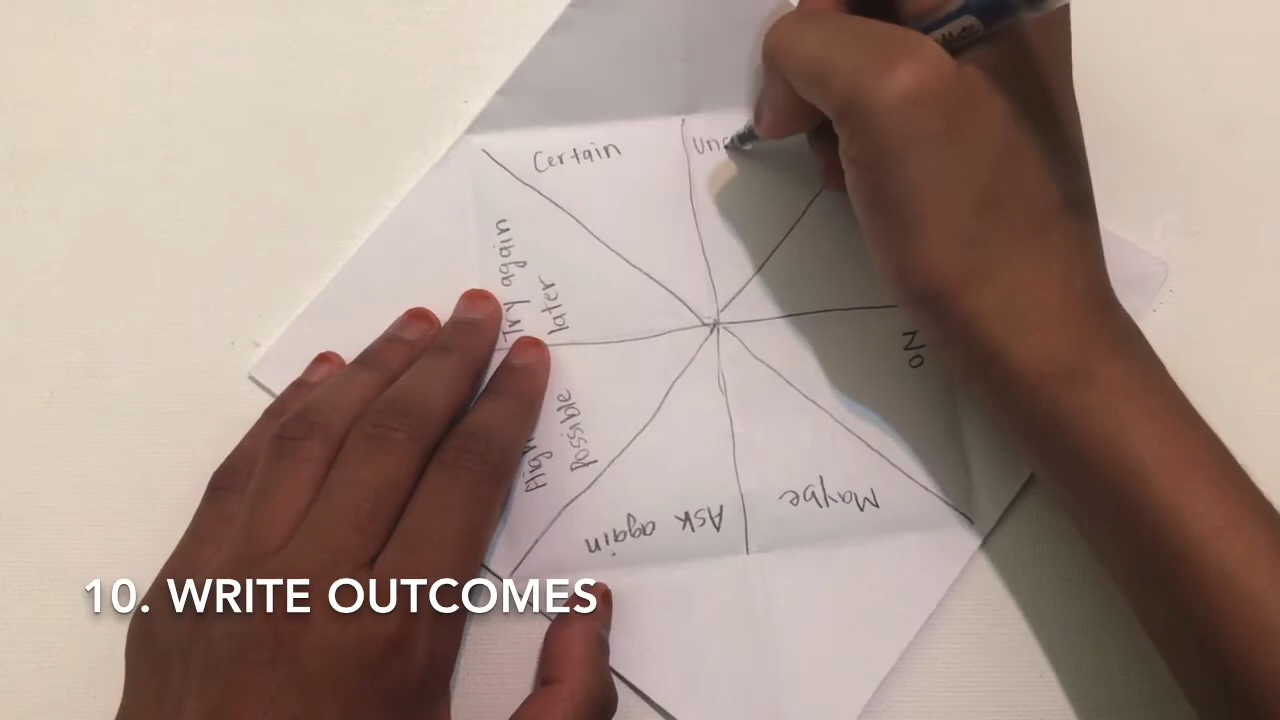 Certain
Try again
later
Possible
Ask again
Maybe
No
10. WRITE OUTCOMES